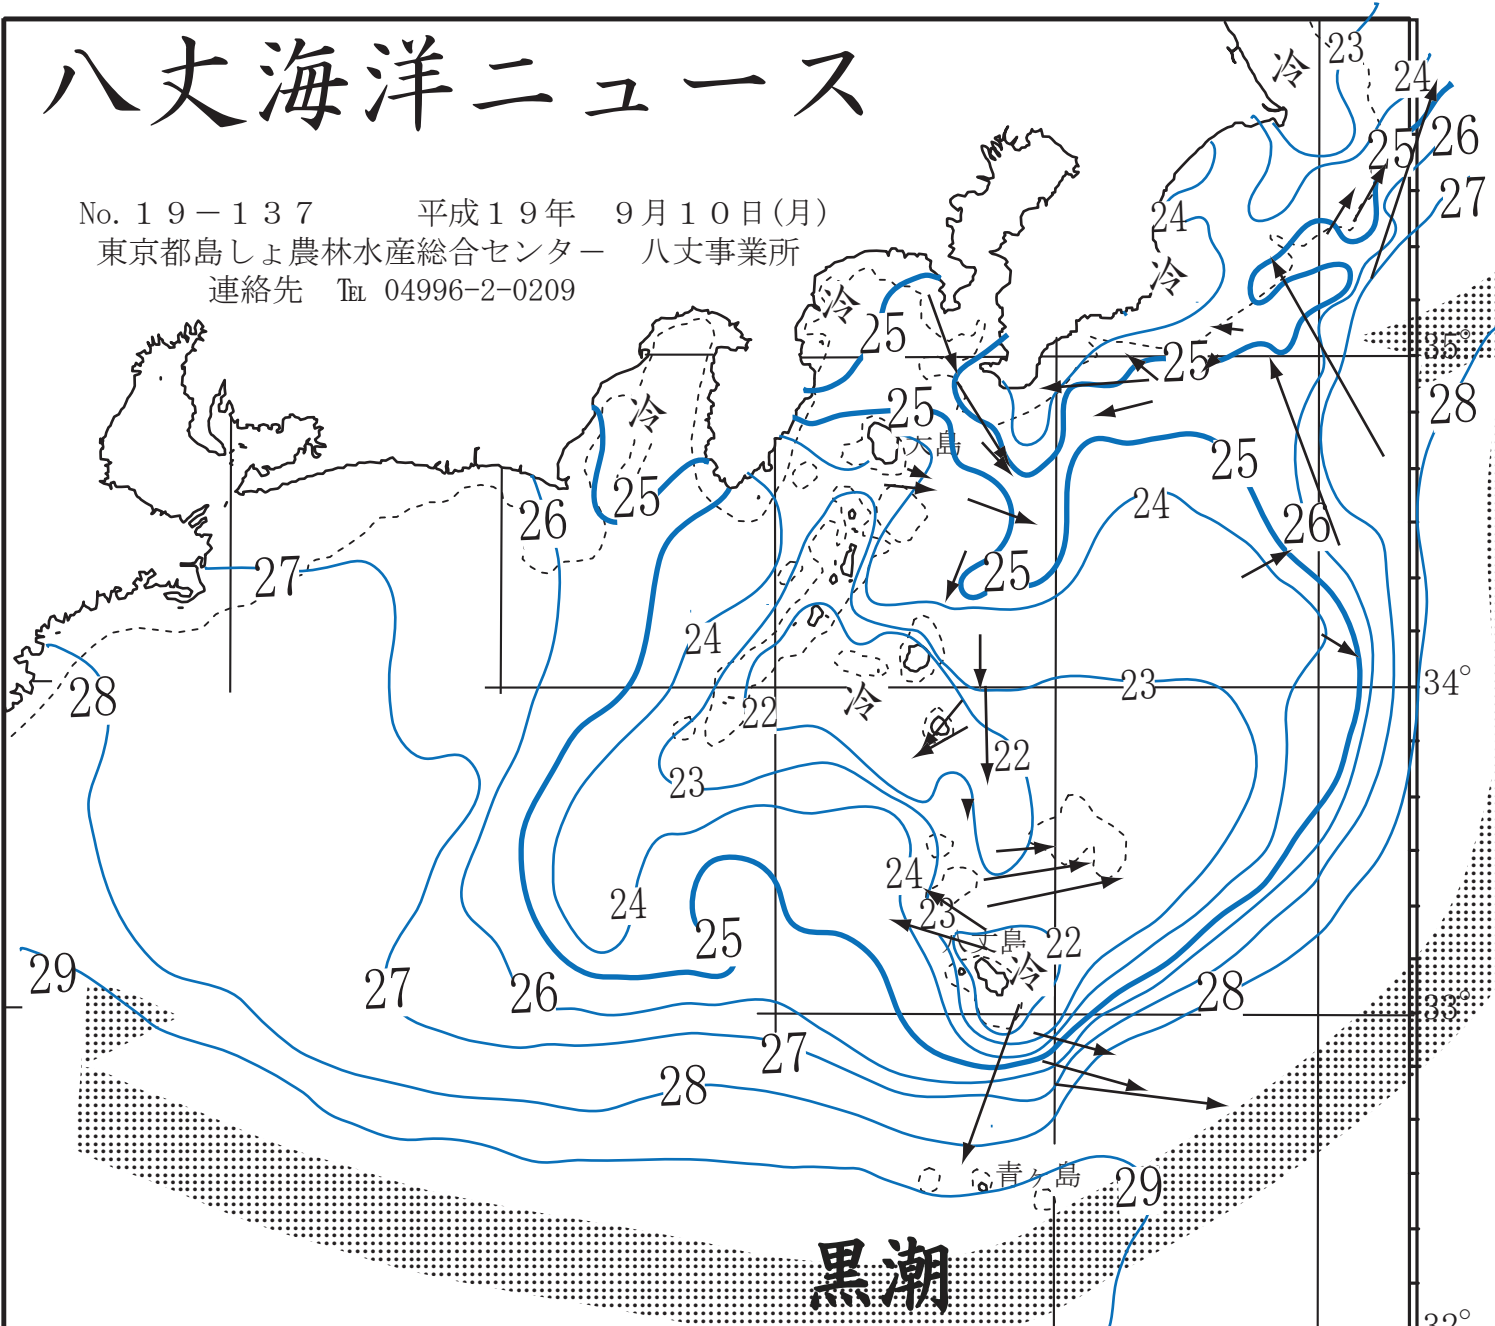 八丈海洋ニュース
No.１９－１３７　　　平成１９年　９月１０日(月)
東京都島しょ農林水産総合センター　八丈事業所
連絡先　℡ 04996-2-0209
冷
23
24
25
26
27
24
冷
冷
25
35°
25
28
冷
25
大島
25
24
25
26
26
27
25
24
23
34°
28
冷
22
22
23
24
24
23
25
八丈島
22
冷
29
27
26
28
33°
27
28
青ヶ島
29
黒潮
32°